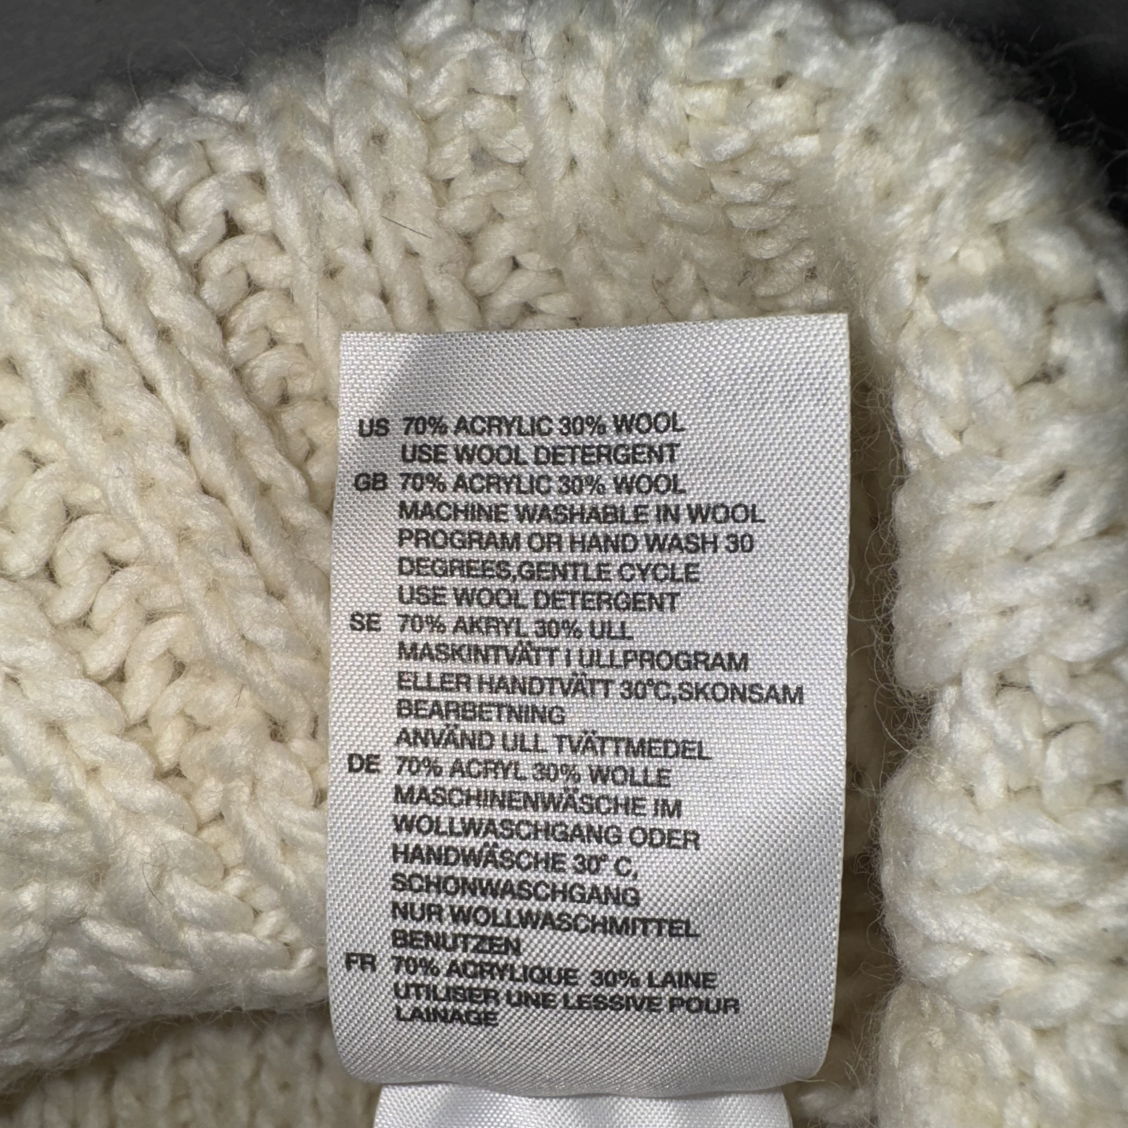 US 70% ACRYLIC 30% WOOL
USE WOOL DETERGENT
GB 70% ACRYLIC 30% WOOL
MACHINE WASHABLE IN WOOL
PROGRAM OR HAND WASH 30
DEGREES,GENTLE CYCLE
USE WOOL DETERGENT
SE 70% AKRYL 30% ULL
MASKINTVÄTT I ULLPROGRAM
ELLER HANDTVÄTT 30°C,SKONSAM
BEARBETNING
ANVÄND ULL TVÄTTMEDEL
DE 70% ACRYL 30% WOLLE
MASCHINENWÄSCHE IM
WOLLWASCHGANG ODER
HANDWÄSCHE 30° C,
SCHONWASCHGANG
NUR WOLLWASCHMITTEL
BENUTZEN
FR 70% ACRYLIQUE 30% LAINE
UTILISER UNE LESSIVE POUR
LAINAGE